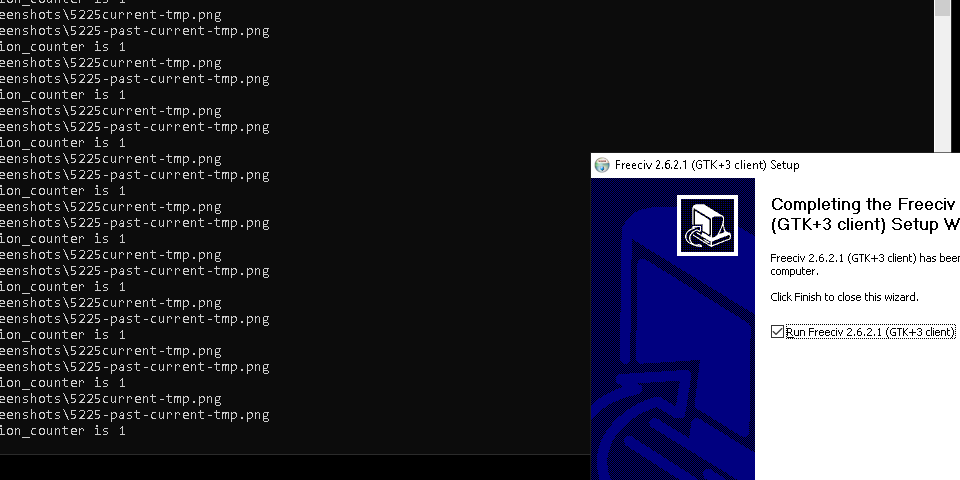 ion_counter is 1
eenshots\5225current-tmp.png
eenshots\5225-past-current-tmp.png
ion_counter is 1
eenshots\5225current-tmp.png
eenshots\5225-past-current-tmp.png
ion_counter is 1
eenshots\5225current-tmp.png
eenshots\5225-past-current-tmp.png
ion_counter is 1
eenshots\5225current-tmp.png
eenshots\5225-past-current-tmp.png
ion_counter is 1
eenshots\5225current-tmp.png
eenshots\5225-past-current-tmp.png
ion_counter is 1
eenshots\5225current-tmp.png
eenshots\5225-past-current-tmp.png
ion_counter is 1
eenshots\5225current-tmp.png
eenshots\5225-past-current-tmp.png
ion_counter is 1
eenshots\5225current-tmp.png
eenshots\5225-past-current-tmp.png
ion_counter is 1
eenshots\5225current-tmp.png
eenshots\5225-past-current-tmp.png
ion_counter is 1
Freeciv 2.6.2.1 (GTK+3 client) Setup
Completing the Freeciv
(GTK+3 client) Setup W
Freeciv 2.6.2.1 (GTK+3 client) has been
computer.
Click Finish to close this wizard.
Run Freeciv 2.6.2.1 (GTK+3 client)